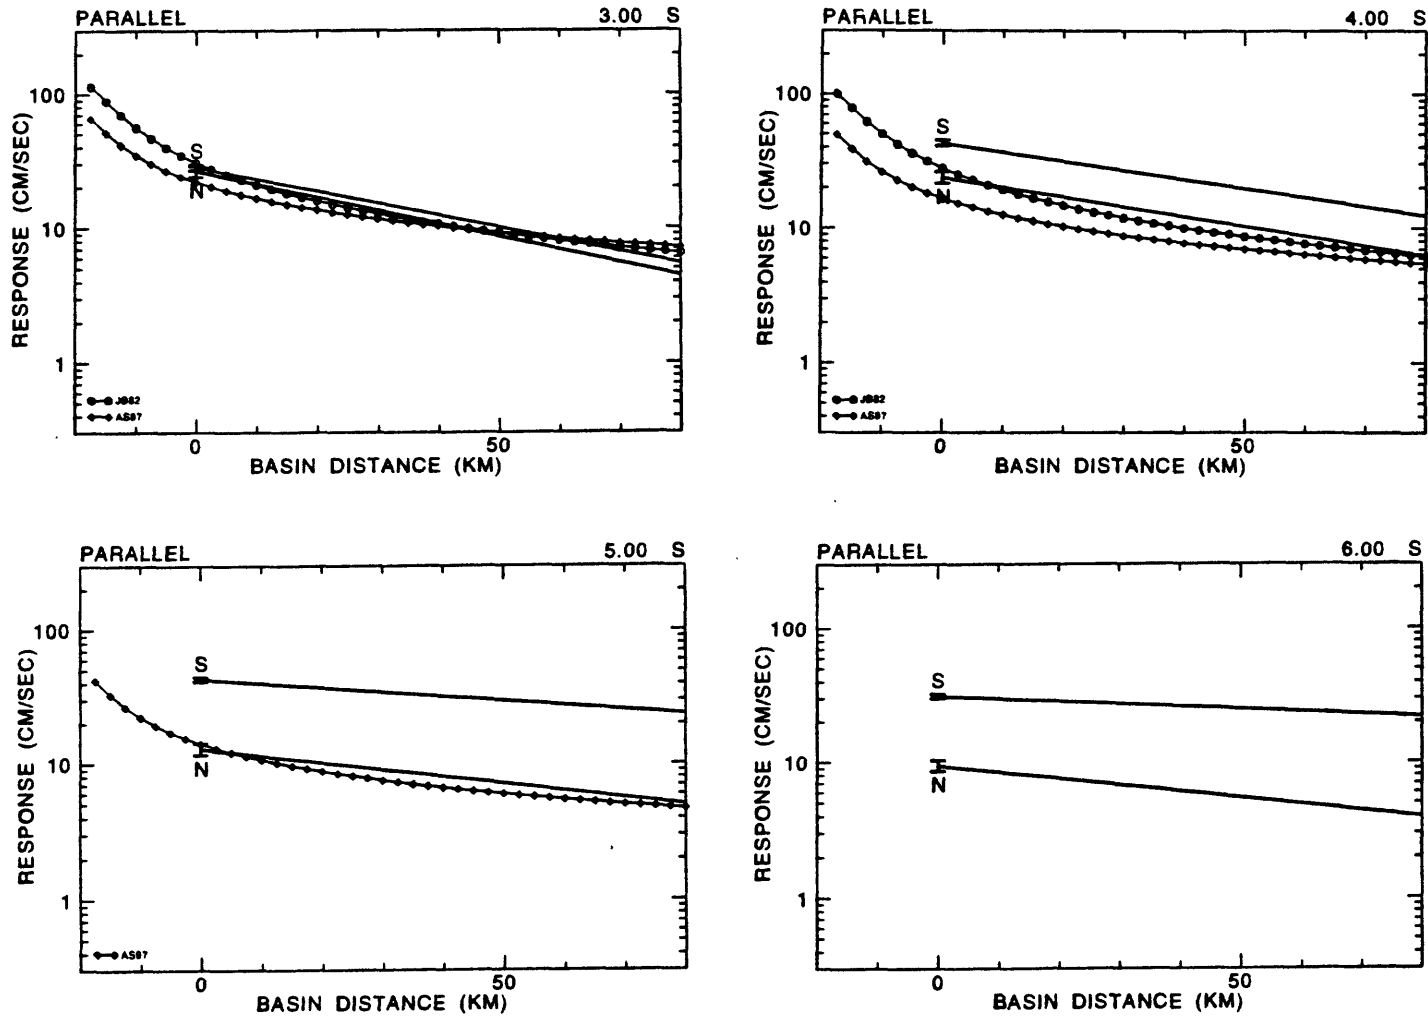 PARALLEL 3.00 S
RESPONSE (CM/SEC)
100
10
1
S
N
JB82
AS87
0 50
BASIN DISTANCE (KM)
PARALLEL 4.00 S
RESPONSE (CM/SEC)
100
10
1
S
N
JB82
AS87
0 50
BASIN DISTANCE (KM)
PARALLEL 5.00 S
RESPONSE (CM/SEC)
100
10
1
S
N
AS87
0 50
BASIN DISTANCE (KM)
PARALLEL 6.00 S
RESPONSE (CM/SEC)
100
10
1
S
N
0 50
BASIN DISTANCE (KM)